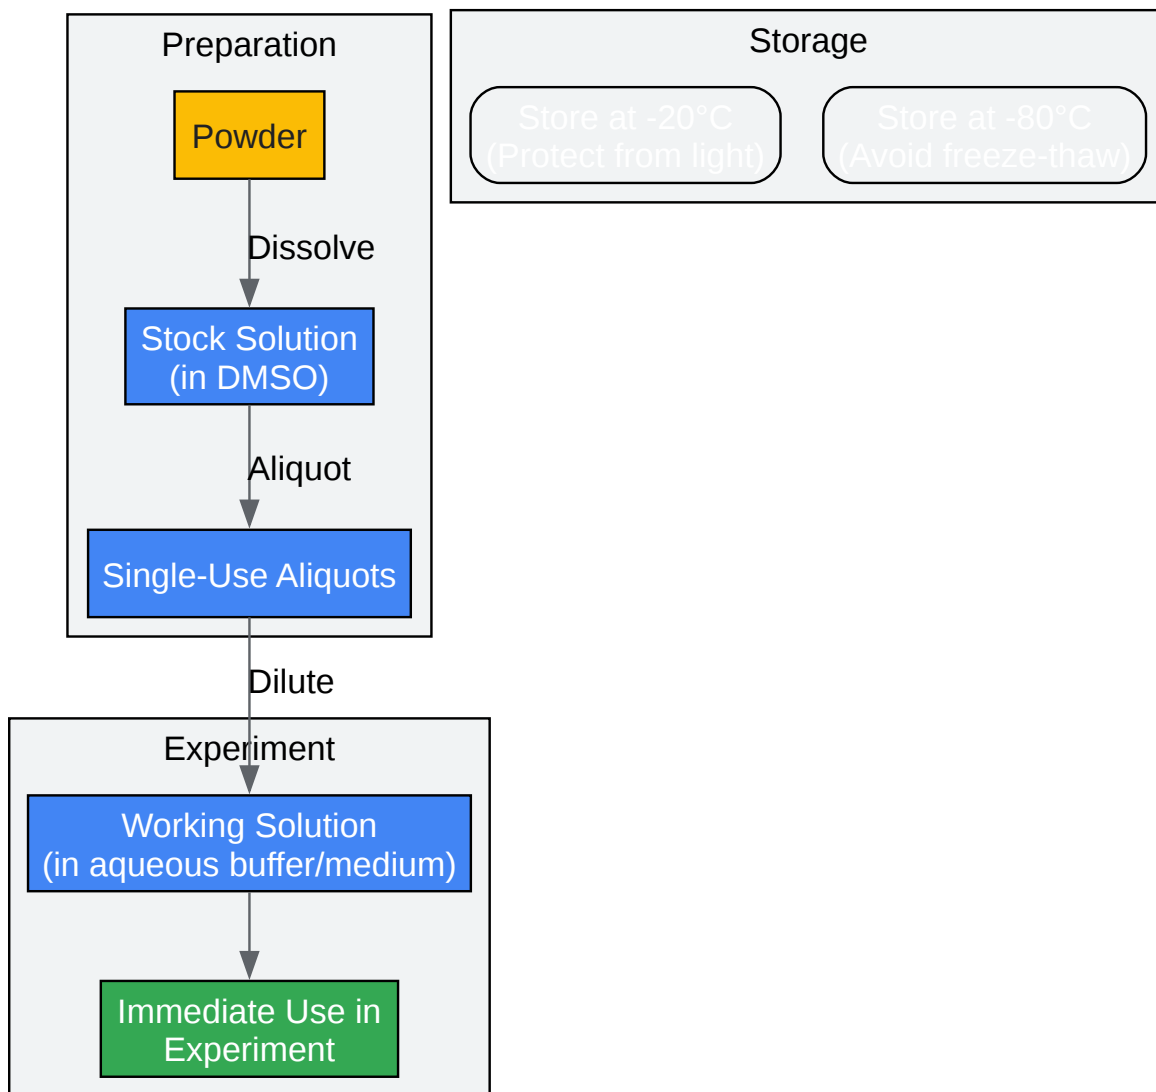 Preparation
Powder
Dissolve
Stock Solution
(in DMSO)
Aliquot
Single-Use Aliquots
Dilute
Experiment
Working Solution
(in aqueous buffer/medium)
Immediate Use in
Experiment
Storage
Store at -20°C
(Protect from light)
Store at -80°C
(Avoid freeze-thaw)